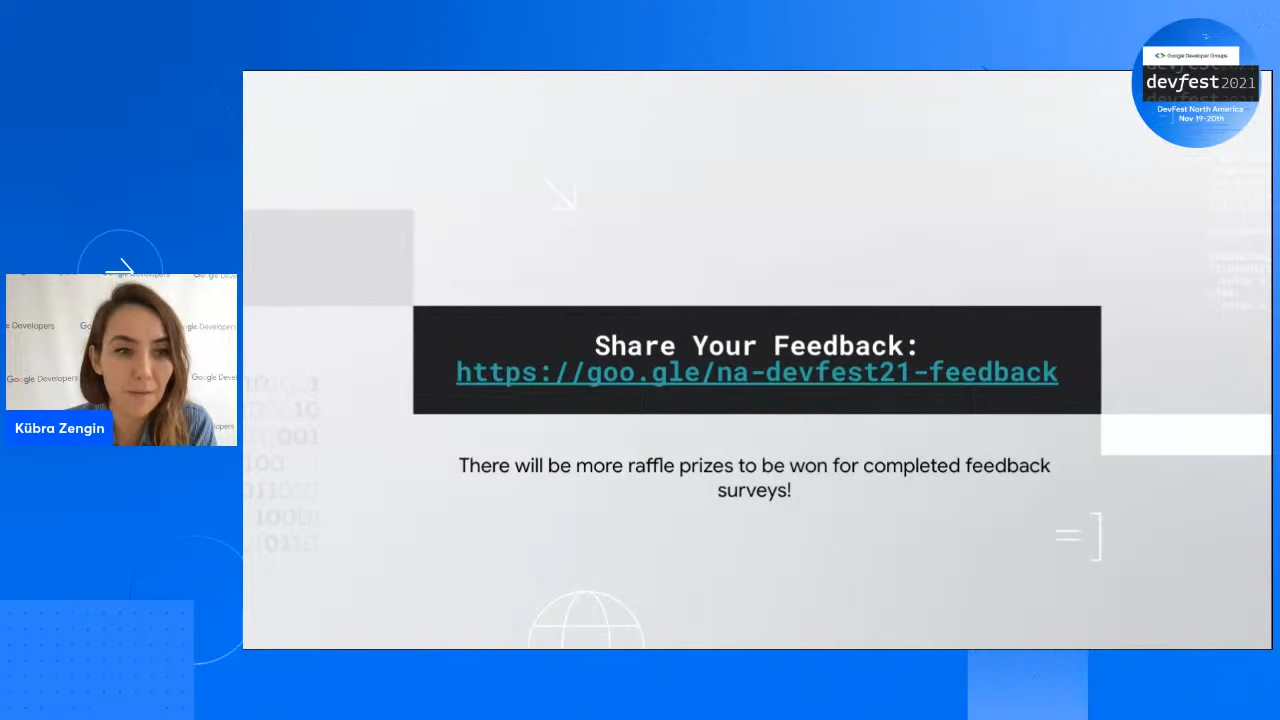 Google Developer Groups
devfest 2021
DevFest North America
Nov 19-20th
Share Your Feedback:
https://goo.gle/na-devfest21-feedback
There will be more raffle prizes to be won for completed feedback
surveys!
Google Developers
e Developers
gle Developers
Google Developers
Google Deve
Kübra Zengin
=]